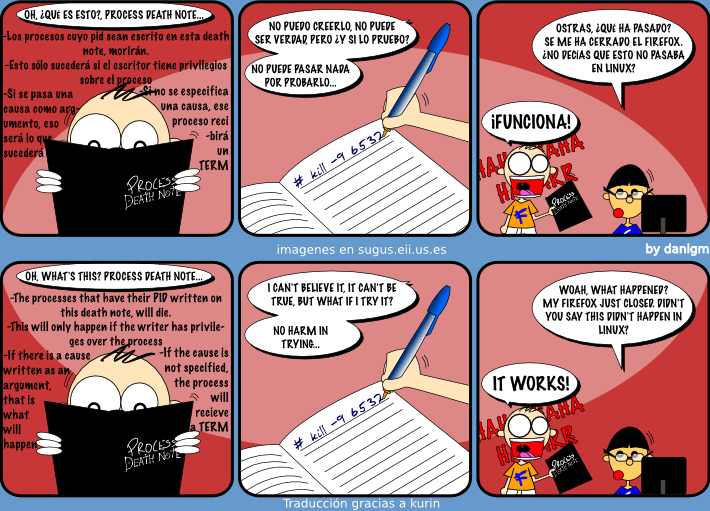 OH, ¿QUE ES ESTO?, PROCESS DEATH NOTE...
-Los procesos cuyo pid sean escrito en esta death
note, morirán.
-Esto sólo sucederá si el escritor tiene privilegios
sobre el proceso
-Si se pasa una
causa como arg-
umento, eso
será lo que
sucederá
-Si no se especifica
una causa, ese
proceso reci
-birá
un
TERM
PROCESS
DEATH NOTE
NO PUEDO CREERLO, NO PUEDE
SER VERDAD, PERO ¿Y SI LO PRUEBO?
NO PUEDE PASAR NADA
POR PROBARLO...
# kill -9 6532
OSTRAS, ¿QUE HA PASADO?
SE ME HA CERRADO EL FIREFOX.
¿NO DECIAS QUE ESTO NO PASABA
EN LINUX?
¡FUNCIONA!
PROCESS
DEATH NOTE
imagenes en sugus.eii.us.es
by danigm
OH, WHAT'S THIS? PROCESS DEATH NOTE...
-The processes that have their PID written on
this death note, will die.
-This will only happen if the writer has privile-
ges over the process
-If there is a cause
written as an
argument,
that is
what
will
happen
-If the cause is
not specified,
the process
will
recieve
a TERM
PROCESS
DEATH NOTE
I CAN'T BELIEVE IT, IT CAN'T BE
TRUE, BUT WHAT IF I TRY IT?
NO HARM IN
TRYING...
# kill -9 6532
WOAH, WHAT HAPPENED?
MY FIREFOX JUST CLOSED. DIDN'T
YOU SAY THIS DIDN'T HAPPEN IN
LINUX?
IT WORKS!
PROCESS
DEATH NOTE
Traducción gracias a kurin